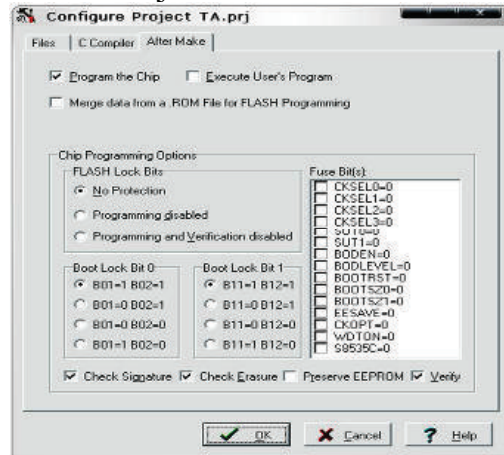 Configure Project TA.prj
Files C Compiler After Make
Program the Chip Execute User's Program
Merge data from a .ROM File for FLASH Programming
Chip Programming Options
FLASH Lock Bits
No Protection
Programming disabled
Programming and Verification disabled
Boot Lock Bit 0
B01=1 B02=1
B01=0 B02=1
B01=0 B02=0
B01=1 B02=0
Boot Lock Bit 1
B11=1 B12=1
B11=0 B12=1
B11=0 B12=0
B11=1 B12=0
Fuse Bit(s):
CKSEL0=0
CKSEL1=0
CKSEL2=0
CKSEL3=0
SUT0=0
SUT1=0
BODEN=0
BODLEVEL=0
BOOTRST=0
BOOTSZ0=0
BOOTSZ1=0
EESAVE=0
CKOPT=0
WDTON=0
S8535C=0
Check Signature Check Erasure Preserve EEPROM Verify
OK Cancel Help